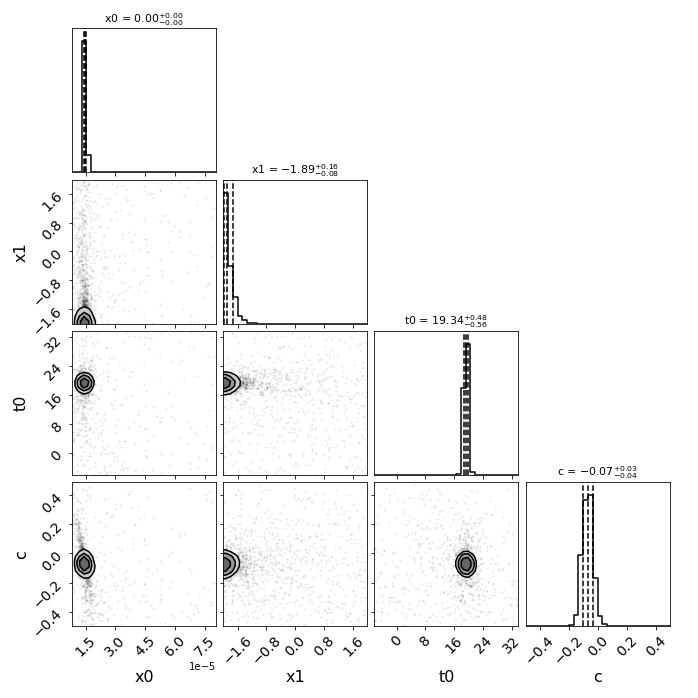 x0 = 0.00+0.00−0.00
x1 = −1.89+0.16−0.08
x1
1.6
0.8
0.0
−0.8
−1.6
t0 = 19.34+0.48−0.56
t0
32
24
16
8
0
c = −0.07+0.03−0.04
c
0.4
0.2
0.0
−0.2
−0.4
1.5 3.0 4.5 6.0 7.5
1e−5
x0
−1.6 −0.8 0.0 0.8 1.6
x1
0 8 16 24 32
t0
−0.4 −0.2 0.0 0.2 0.4
c